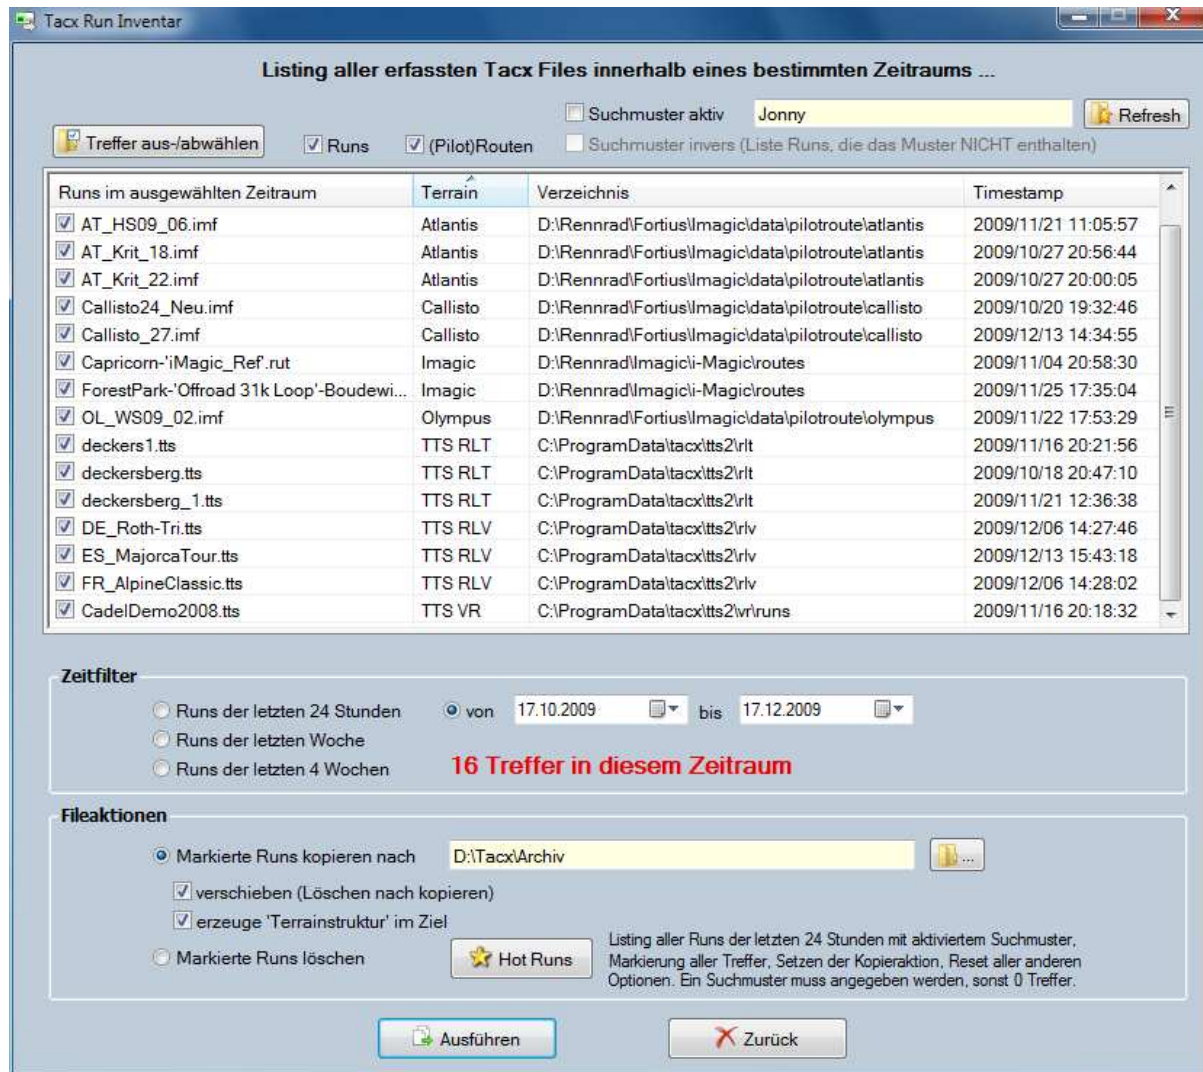 Tacx Run Inventar
Listing aller erfassten Tacx Files innerhalb eines bestimmten Zeitraums ...
Suchmuster aktiv Jonny Refresh
Treffer aus-/abwählen Runs (Pilot)Routen Suchmuster invers (Liste Runs, die das Muster NICHT enthalten)
Runs im ausgewählten Zeitraum Terrain Verzeichnis Timestamp
AT_HS09_06.imf Atlantis D:\Rennrad\Fortius\Imagic\data\pilotroute\atlantis 2009/11/21 11:05:57
AT_Krit_18.imf Atlantis D:\Rennrad\Fortius\Imagic\data\pilotroute\atlantis 2009/10/27 20:56:44
AT_Krit_22.imf Atlantis D:\Rennrad\Fortius\Imagic\data\pilotroute\atlantis 2009/10/27 20:00:05
Callisto24_Neu.imf Callisto D:\Rennrad\Fortius\Imagic\data\pilotroute\callisto 2009/10/20 19:32:46
Callisto_27.imf Callisto D:\Rennrad\Fortius\Imagic\data\pilotroute\callisto 2009/12/13 14:34:55
Capricorn-'iMagic_Ref'.rut Imagic D:\Rennrad\Imagic\i-Magic\routes 2009/11/04 20:58:30
ForestPark-'Offroad 31k Loop'-Boudewi... Imagic D:\Rennrad\Imagic\i-Magic\routes 2009/11/25 17:35:04
OL_WS09_02.imf Olympus D:\Rennrad\Fortius\Imagic\data\pilotroute\olympus 2009/11/22 17:53:29
deckers1.tts TTS RLT C:\ProgramData\tacx\tts2\rlt 2009/11/16 20:21:56
deckersberg.tts TTS RLT C:\ProgramData\tacx\tts2\rlt 2009/10/18 20:47:10
deckersberg_1.tts TTS RLT C:\ProgramData\tacx\tts2\rlt 2009/11/21 12:36:38
DE_Roth-Tri.tts TTS RLV C:\ProgramData\tacx\tts2\rlv 2009/12/06 14:27:46
ES_MajorcaTour.tts TTS RLV C:\ProgramData\tacx\tts2\rlv 2009/12/13 15:43:18
FR_AlpineClassic.tts TTS RLV C:\ProgramData\tacx\tts2\rlv 2009/12/06 14:28:02
CadelDemo2008.tts TTS VR C:\ProgramData\tacx\tts2\vr\runs 2009/11/16 20:18:32
Zeitfilter
Runs der letzten 24 Stunden von 17.10.2009 bis 17.12.2009
Runs der letzten Woche
Runs der letzten 4 Wochen 16 Treffer in diesem Zeitraum
Fileaktionen
Markierte Runs kopieren nach D:\Tacx\Archiv ...
verschieben (Löschen nach kopieren)
erzeuge 'Terrainstruktur' im Ziel
Markierte Runs löschen Hot Runs
Listing aller Runs der letzten 24 Stunden mit aktiviertem Suchmuster,
Markierung aller Treffer, Setzen der Kopieraktion, Reset aller anderen
Optionen. Ein Suchmuster muss angegeben werden, sonst 0 Treffer.
Ausführen Zurück